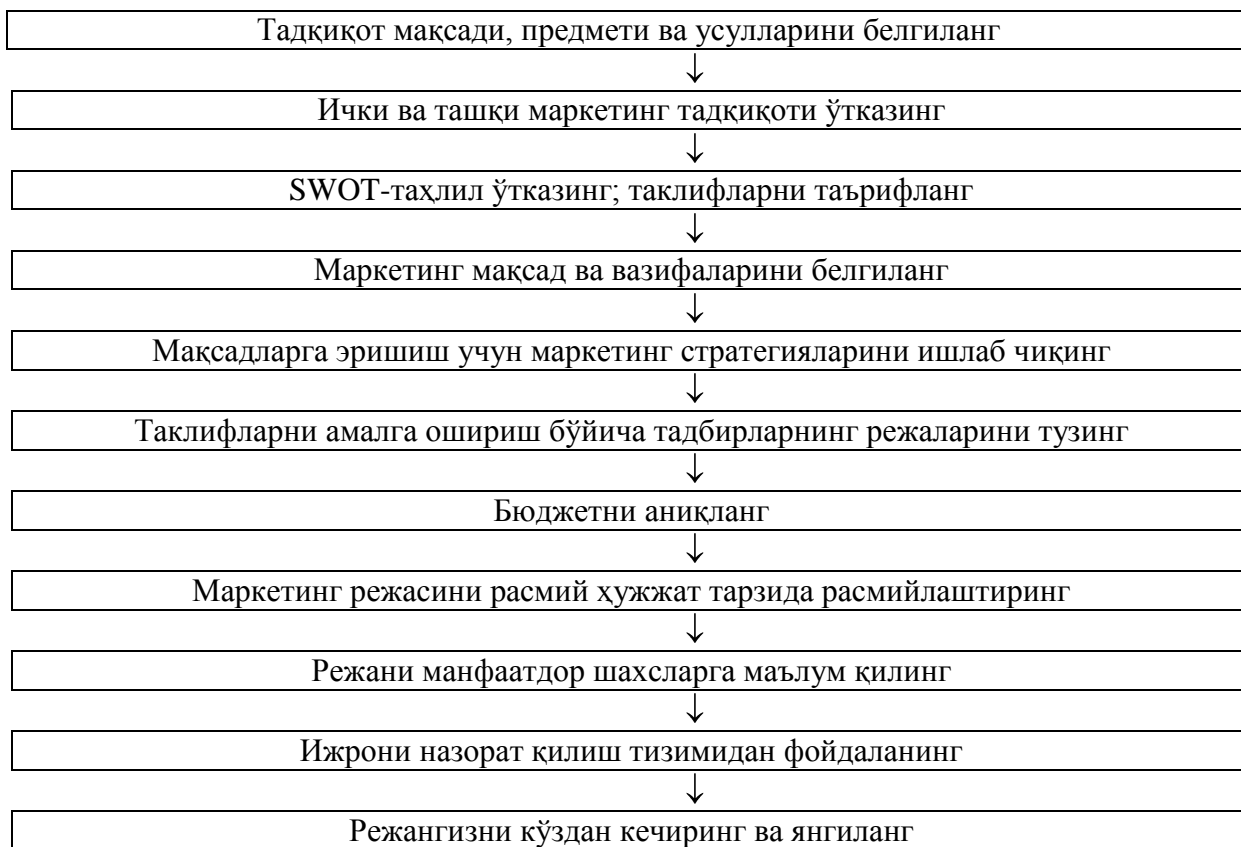 Тадқиқот мақсади, предмети ва усулларини белгиланг
Ички ва ташқи маркетинг тадқиқоти ўтказинг
SWOT-таҳлил ўтказинг; таклифларни таърифланг
Маркетинг мақсад ва вазифаларини белгиланг
Мақсадларга эришиш учун маркетинг стратегияларини ишлаб чиқинг
Таклифларни амалга ошириш бўйича тадбирларнинг режаларини тузинг
Бюджетни аниқланг
Маркетинг режасини расмий ҳужжат тарзида расмийлаштиринг
Режани манфаатдор шахсларга маълум қилинг
Ижрони назорат қилиш тизимидан фойдаланинг
Режангизни кўздан кечиринг ва янгиланг